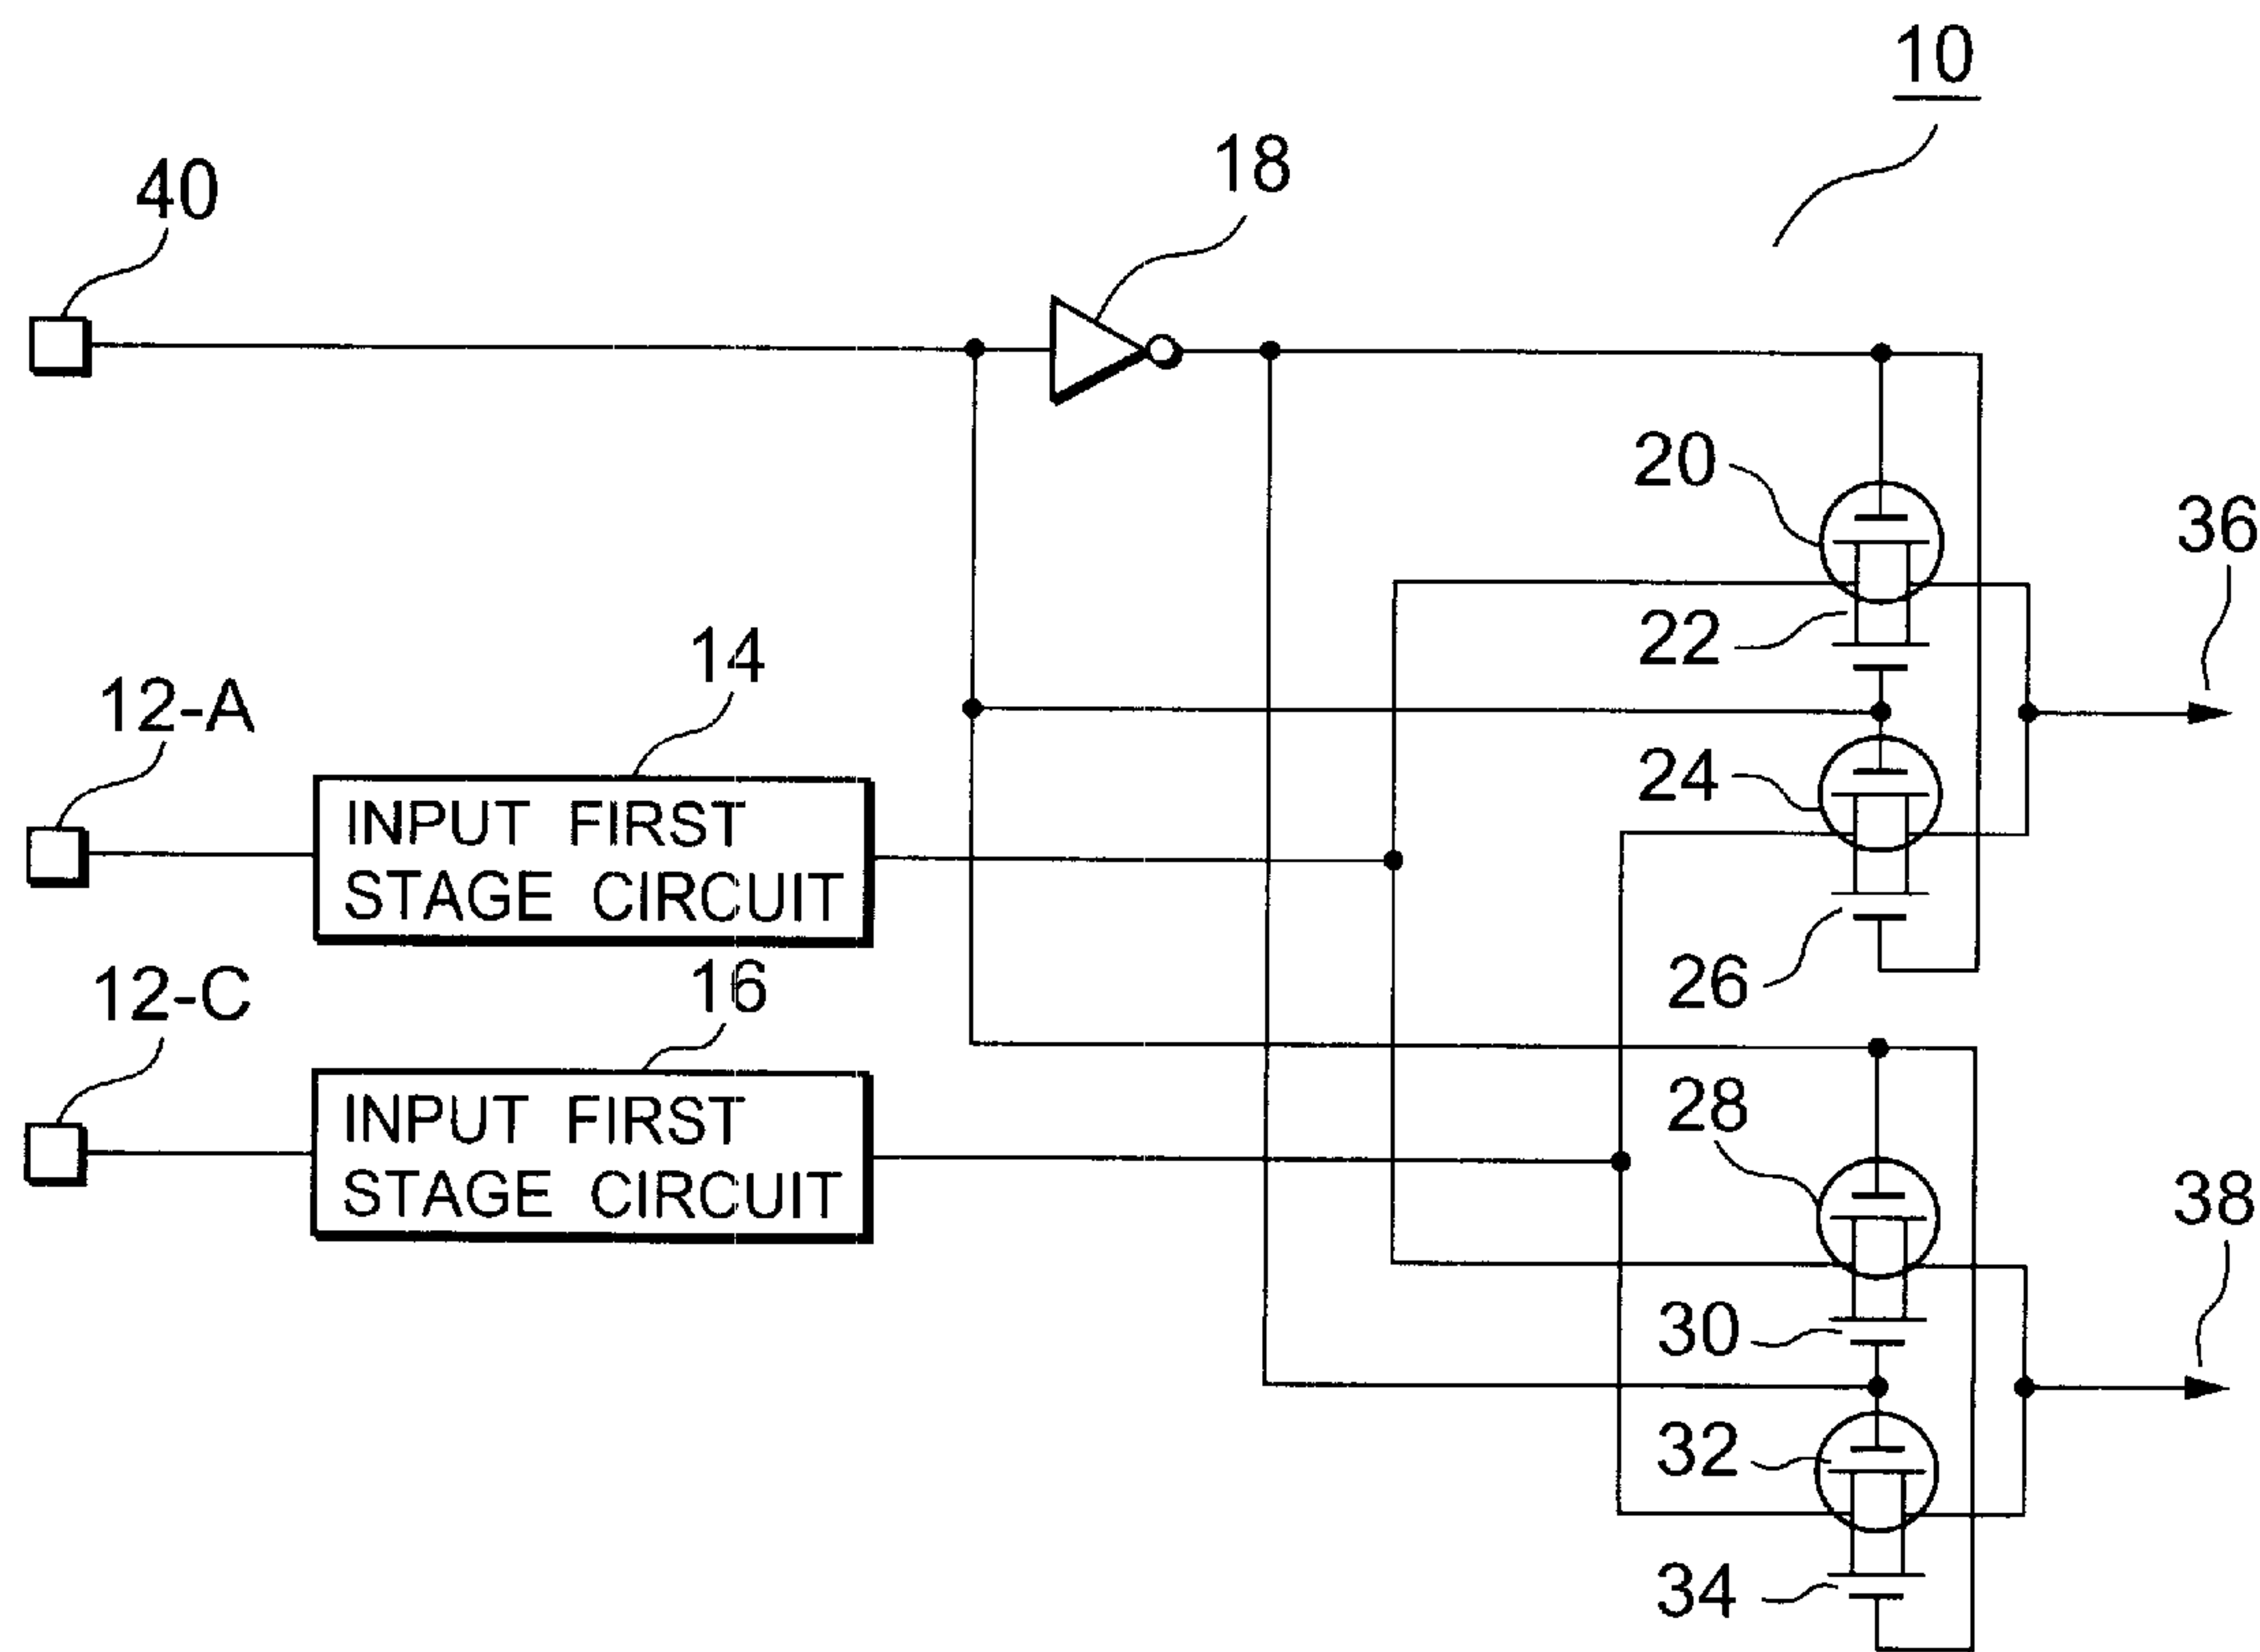 10
18
40
20
36
22
14
12-A
24
INPUT FIRST
STAGE CIRCUIT
26
16
12-C
28
INPUT FIRST
STAGE CIRCUIT
38
30
32
34